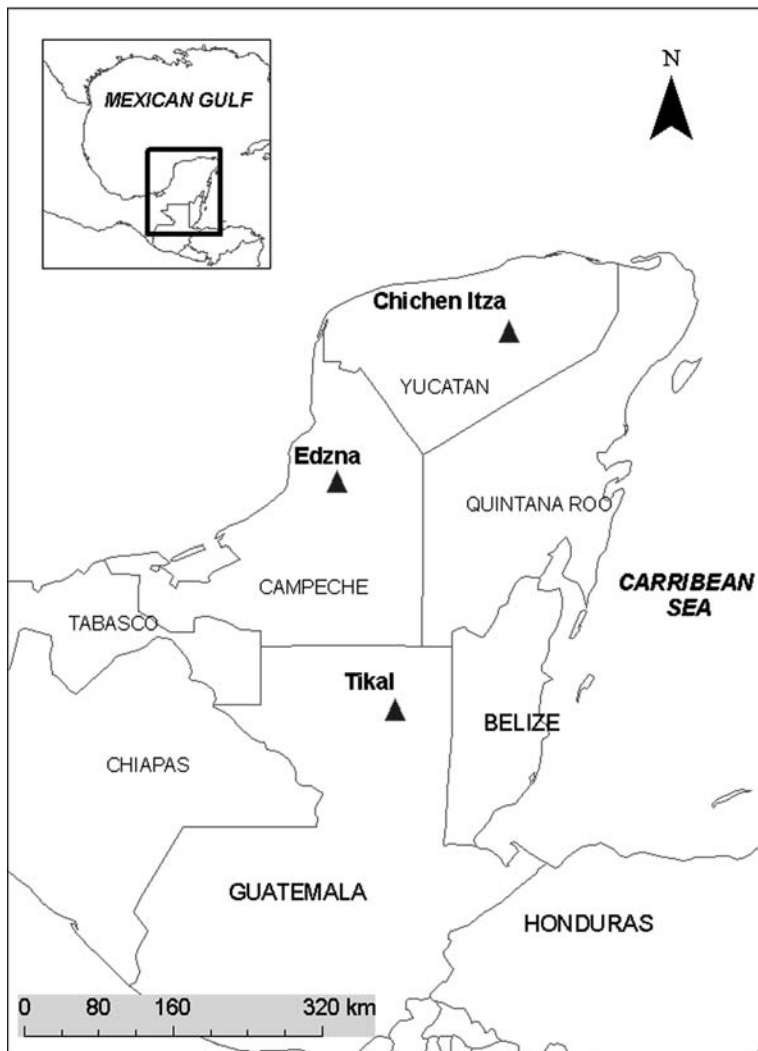 MEXICAN GULF
N
Chichen Itza
YUCATAN
Edzna
QUINTANA ROO
CAMPECHE
CARRIBEAN
SEA
TABASCO
Tikal
BELIZE
CHIAPAS
GUATEMALA
HONDURAS
0 80 160 320 km